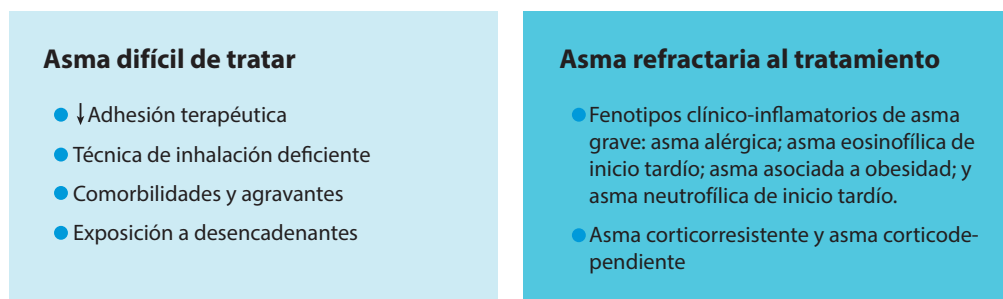 Asma difícil de tratar
● ↓Adhesión terapéutica
● Técnica de inhalación deficiente
● Comorbilidades y agravantes
● Exposición a desencadenantes
Asma refractaria al tratamiento
● Fenotipos clínico-inflamatorios de asma
grave: asma alérgica; asma eosinofílica de
inicio tardío; asma asociada a obesidad; y
asma neutrofílica de inicio tardío.
● Asma corticorresistente y asma corticode-
pendiente